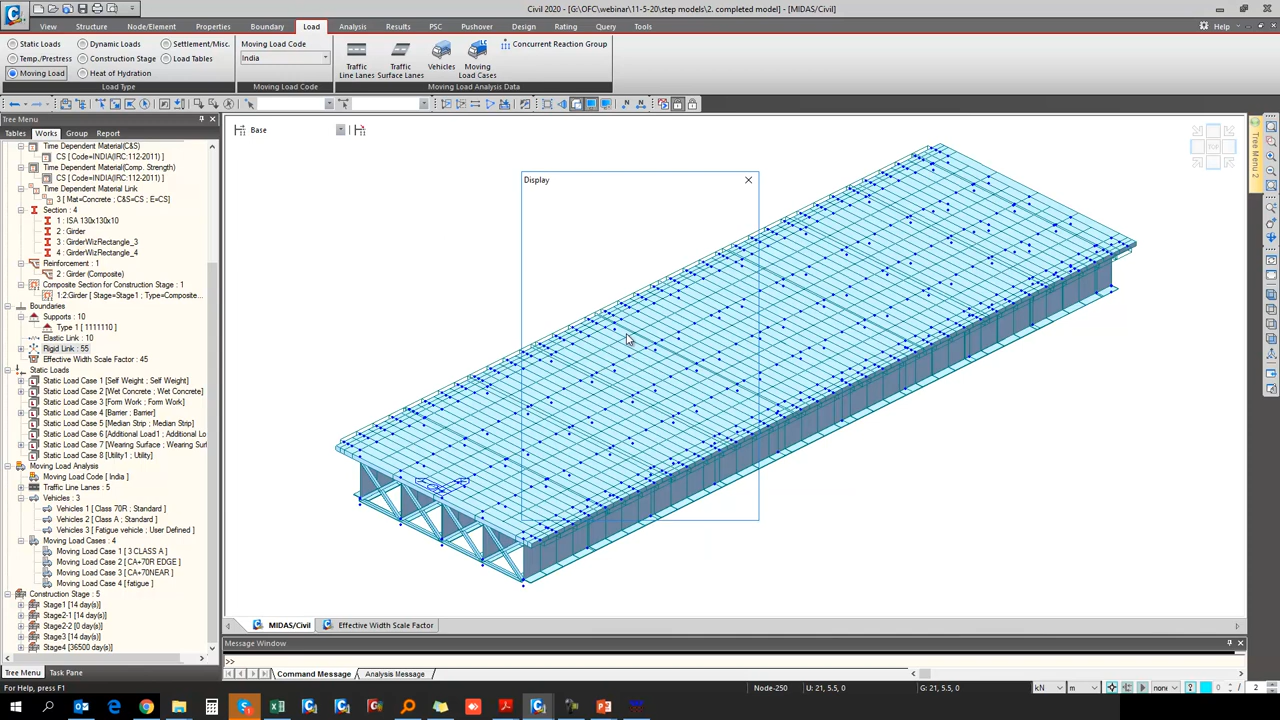 Civil 2020 - [G:\OFC\webinar\11-5-20\step models\2. completed model] - [MIDAS/Civil]
View Structure Node/Element Properties Boundary Load Analysis Results PSC Pushover Design Rating Query Tools Help
Static Loads Dynamic Loads Settlement/Misc. Moving Load Code Concurrent Reaction Group
Temp./Prestress Construction Stage Load Tables India
Moving Load Heat of Hydration
Traffic Line Lanes Traffic Surface Lanes Vehicles Moving Load Cases
Load Type Moving Load Code Moving Load Analysis Data
Tree Menu
Tables Works Group Report
Base
Display
TOP
Tree Menu 2
Time Dependent Material(C&S)
CS [ Code=INDIA(IRC:112-2011) ]
Time Dependent Material(Comp. Strength)
CS [ Code=INDIA(IRC:112-2011) ]
Time Dependent Material Link
3 [ Mat=Concrete ; C&S=CS ; E=CS]
Section : 4
1 : ISA 130x130x10
2 : Girder
3 : GirderWizRectangle_3
4 : GirderWizRectangle_4
Reinforcement : 1
2 : Girder (Composite)
Composite Section for Construction Stage : 1
1:2:Girder [ Stage=Stage1 ; Type=Composite...
Boundaries
Supports : 10
Type 1 [ 1111110 ]
Elastic Link : 10
Rigid Link : 55
Effective Width Scale Factor : 45
Static Loads
Static Load Case 1 [Self Weight ; Self Weight]
Static Load Case 2 [Wet Concrete ; Wet Concrete]
Static Load Case 3 [Form Work ; Form Work]
Static Load Case 4 [Barrier ; Barrier]
Static Load Case 5 [Median Strip ; Median Strip]
Static Load Case 6 [Additional Load1 ; Additional Lo
Static Load Case 7 [Wearing Surface ; Wearing Su
Static Load Case 8 [Utility1 ; Utility]
Moving Load Analysis
Moving Load Code [ India ]
Traffic Line Lanes : 5
Vehicles : 3
Vehicles 1 [ Class 70R ; Standard ]
Vehicles 2 [ Class A ; Standard ]
Vehicles 3 [ Fatigue vehicle ; User Defined ]
Moving Load Cases : 4
Moving Load Case 1 [ 3 CLASS A ]
Moving Load Case 2 [ CA+70R EDGE ]
Moving Load Case 3 [ CA+70NEAR ]
Moving Load Case 4 [ fatigue ]
Construction Stage : 5
Stage1 [14 day(s)]
Stage2-1 [14 day(s)]
Stage2-2 [0 day(s)]
Stage3 [14 day(s)]
Stage4 [36500 day(s)]
MIDAS/Civil Effective Width Scale Factor
Message Window
>>
Tree Menu Task Pane Command Message Analysis Message
For Help, press F1 Node-250 U: 21, 5.5, 0 G: 21, 5.5, 0 kN m none 2